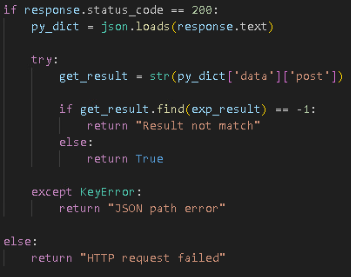 if response.status_code == 200:
    py_dict = json.loads(response.text)

    try:
        get_result = str(py_dict['data']['post'])

        if get_result.find(exp_result) == -1:
            return "Result not match"
        else:
            return True

    except KeyError:
        return "JSON path error"

else:
    return "HTTP request failed"